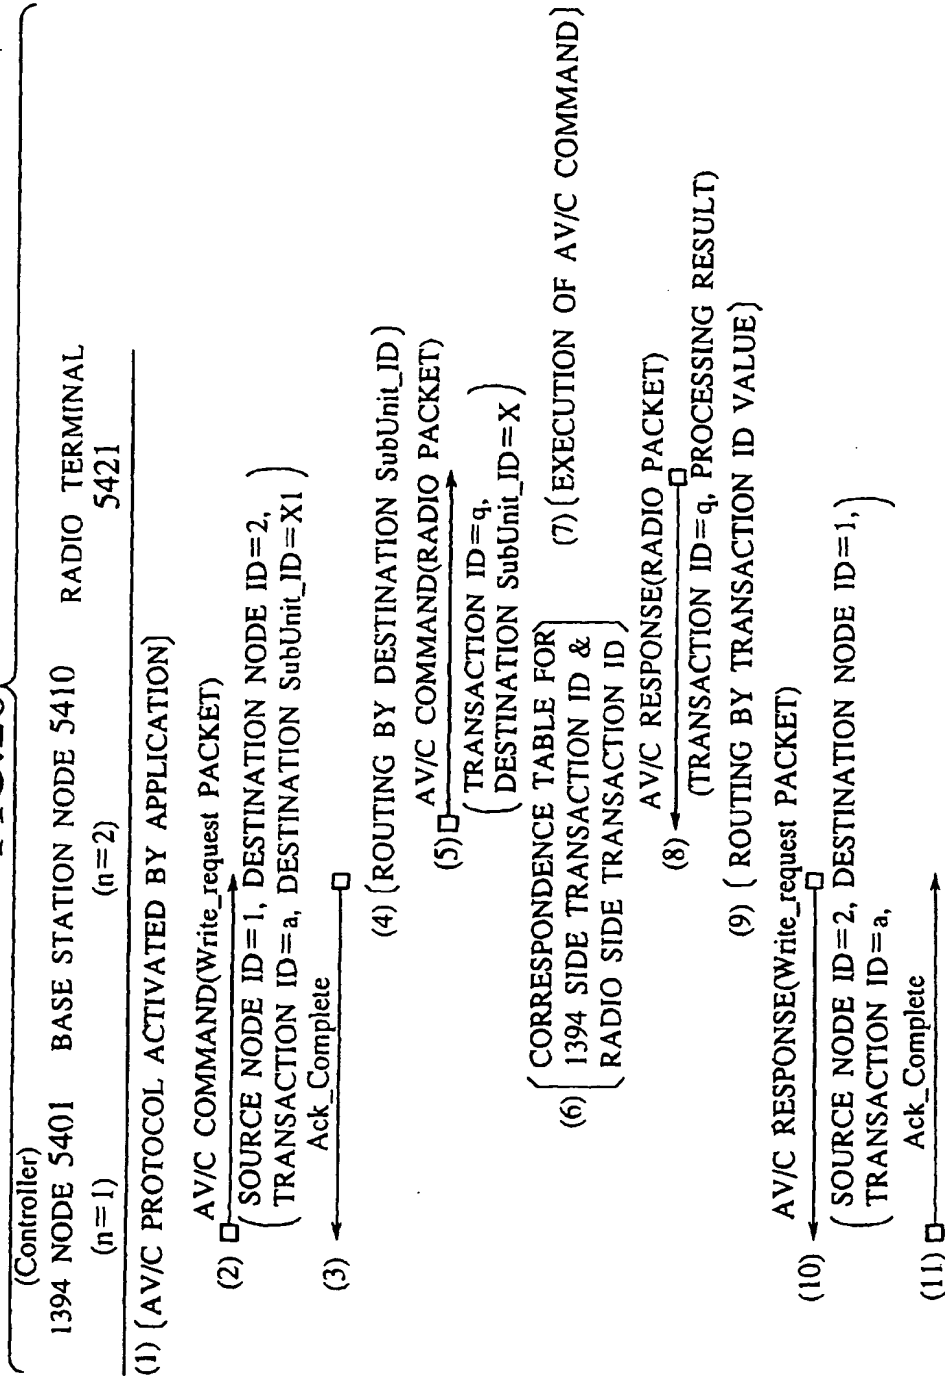 (Controller)
1394 NODE 5401 BASE STATION NODE 5410 RADIO TERMINAL
(n=1) (n=2) 5421
(1) [AV/C PROTOCOL ACTIVATED BY APPLICATION]
AV/C COMMAND(Write_request PACKET)
(2)
(SOURCE NODE ID=1, DESTINATION NODE ID=2,
TRANSACTION ID=a, DESTINATION SubUnit_ID=X1)
Ack_Complete
(3)
(4) [ROUTING BY DESTINATION SubUnit_ID]
AV/C COMMAND(RADIO PACKET)
(5)
(TRANSACTION ID=q,
DESTINATION SubUnit_ID=X)
(6) [CORRESPONDENCE TABLE FOR
1394 SIDE TRANSACTION ID &
RADIO SIDE TRANSACTION ID]
(7) [EXECUTION OF AV/C COMMAND]
AV/C RESPONSE(RADIO PACKET)
(8)
(TRANSACTION ID=q, PROCESSING RESULT)
(9) [ROUTING BY TRANSACTION ID VALUE]
AV/C RESPONSE(Write_request PACKET)
(10)
(SOURCE NODE ID=2, DESTINATION NODE ID=1,
TRANSACTION ID=a,)
Ack_Complete
(11)